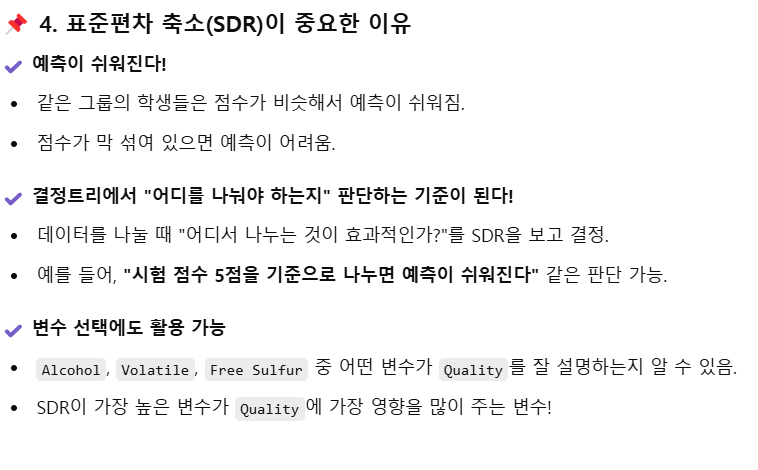 📌 4. 표준편차 축소(SDR)이 중요한 이유
✔ 예측이 쉬워진다!
• 같은 그룹의 학생들은 점수가 비슷해서 예측이 쉬워짐.
• 점수가 막 섞여 있으면 예측이 어려움.
✔ 결정트리에서 "어디를 나눠야 하는지" 판단하는 기준이 된다!
• 데이터를 나눌 때 "어디서 나누는 것이 효과적인가?"를 SDR을 보고 결정.
• 예를 들어, "시험 점수 5점을 기준으로 나누면 예측이 쉬워진다" 같은 판단 가능.
✔ 변수 선택에도 활용 가능
• Alcohol, Volatile, Free Sulfur 중 어떤 변수가 Quality를 잘 설명하는지 알 수 있음.
• SDR이 가장 높은 변수가 Quality에 가장 영향을 많이 주는 변수!